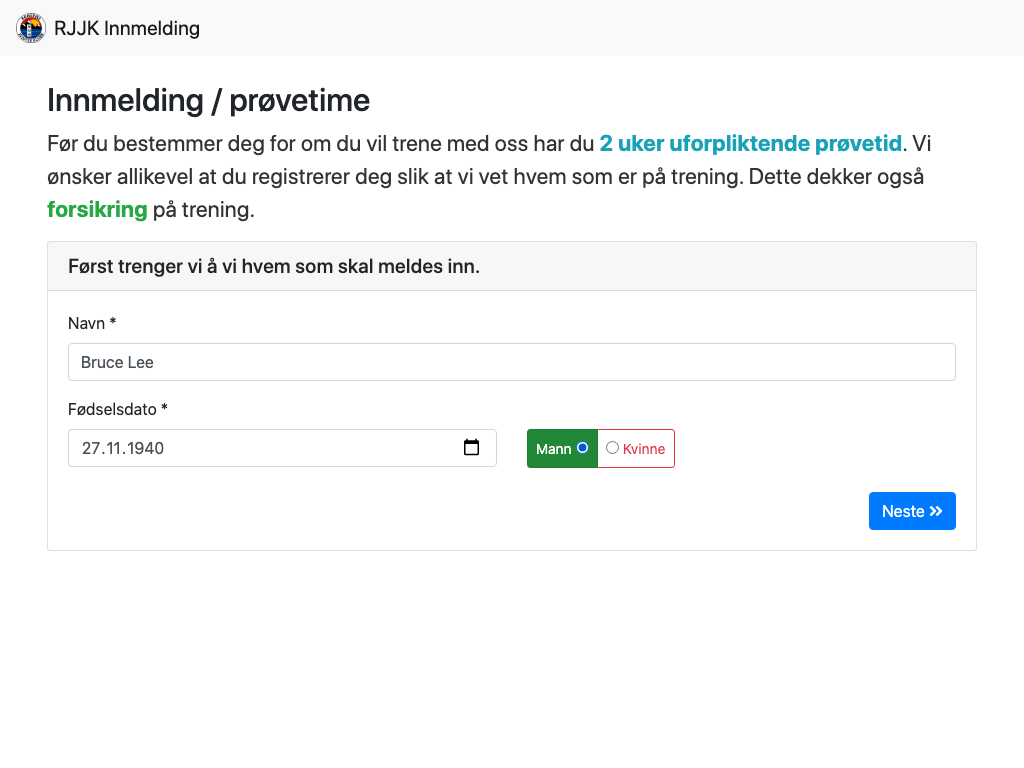 RJJK Innmelding
Innmelding / prøvetime
Før du bestemmer deg for om du vil trene med oss har du 2 uker uforpliktende prøvetid. Vi
ønsker allikevel at du registrerer deg slik at vi vet hvem som er på trening. Dette dekker også
forsikring på trening.
Først trenger vi å vi hvem som skal meldes inn.
Navn *
Bruce Lee
Fødselsdato *
27.11.1940
Mann Kvinne
Neste »